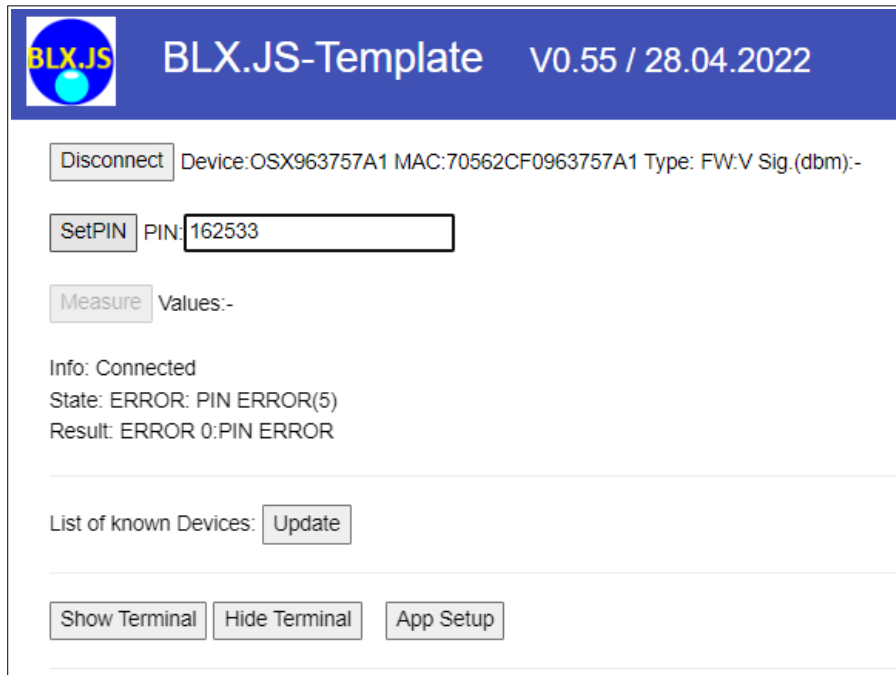 BLX.JS
BLX.JS-Template V0.55 / 28.04.2022
Disconnect Device:OSX963757A1 MAC:70562CF0963757A1 Type: FW:V Sig.(dbm):-
SetPIN PIN: 162533
Measure Values:-
Info: Connected
State: ERROR: PIN ERROR(5)
Result: ERROR 0:PIN ERROR
List of known Devices: Update
Show Terminal Hide Terminal App Setup